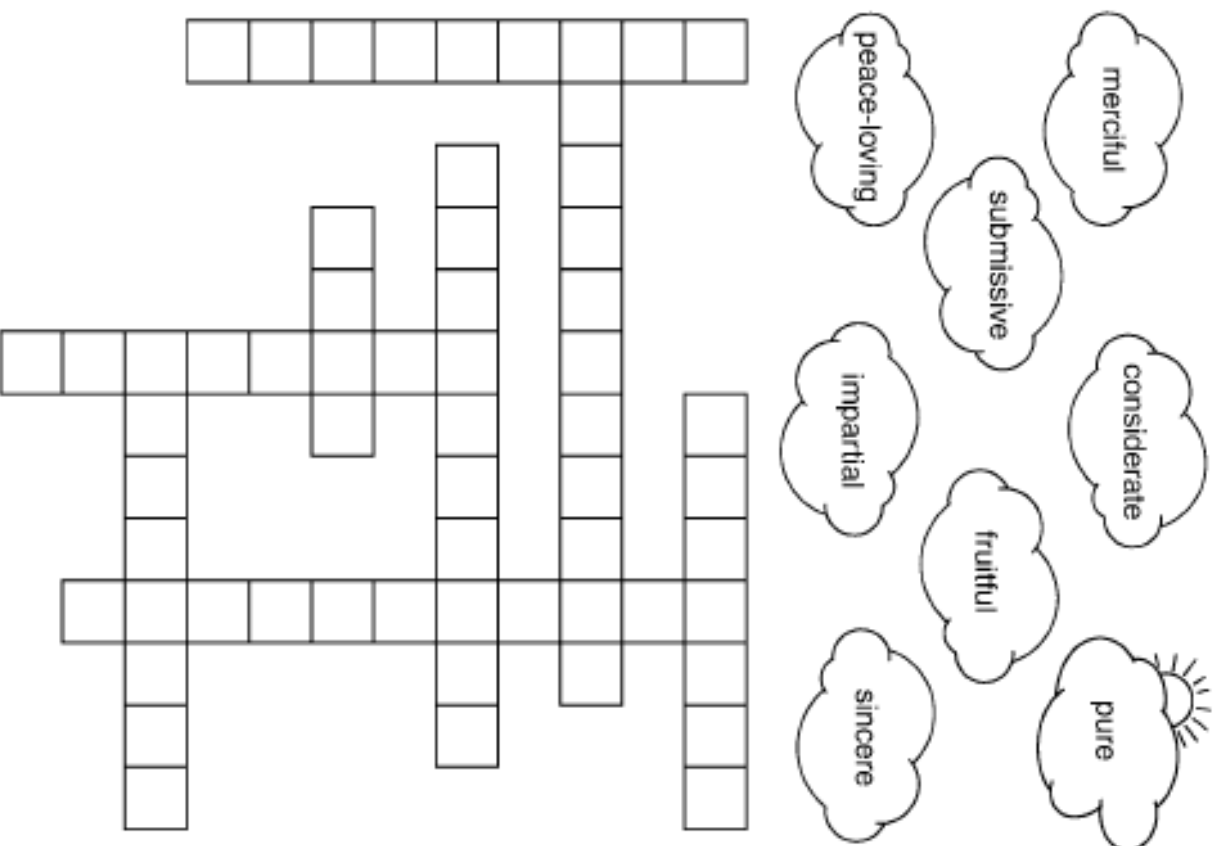 merciful
peace-loving
submissive
considerate
impartial
fruitful
pure
sincere